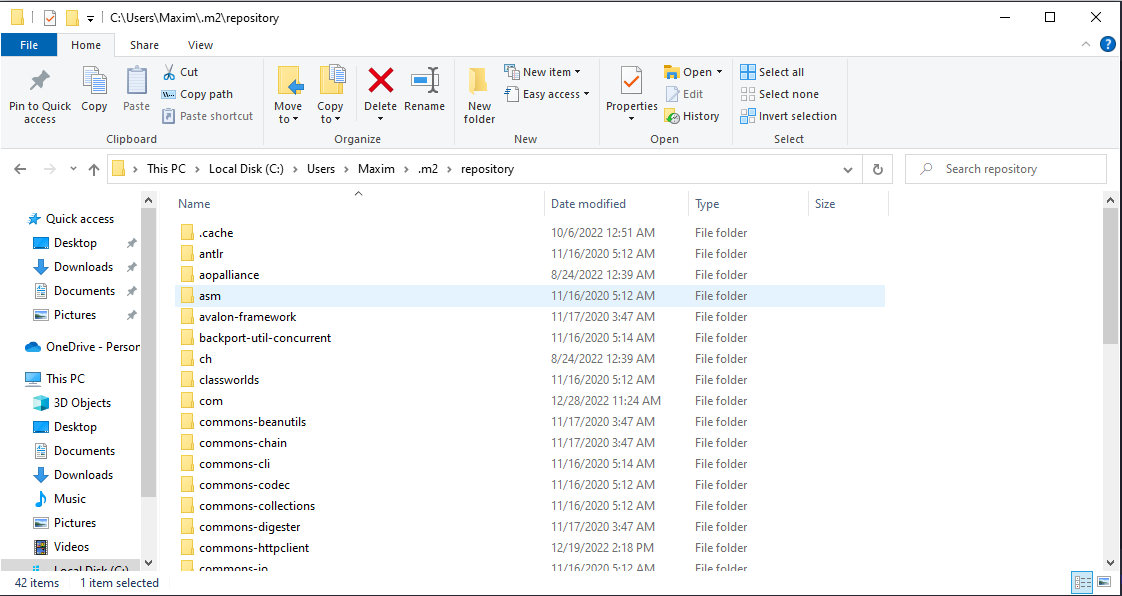 C:\Users\Maxim\.m2\repository
File Home Share View
Pin to Quick access
Copy
Paste
Cut
Copy path
Paste shortcut
Clipboard
Move to
Copy to
Delete
Rename
Organize
New folder
New item
Easy access
New
Properties
Open
Edit
History
Open
Select all
Select none
Invert selection
Select
This PC Local Disk (C:) Users Maxim .m2 repository
Search repository
Quick access
Desktop
Downloads
Documents
Pictures
OneDrive - Person
This PC
3D Objects
Desktop
Documents
Downloads
Music
Pictures
Videos
Local Disk (C:)
Name Date modified Type Size
.cache 10/6/2022 12:51 AM File folder
antlr 11/16/2020 5:12 AM File folder
aopalliance 8/24/2022 12:39 AM File folder
asm 11/16/2020 5:12 AM File folder
avalon-framework 11/17/2020 3:47 AM File folder
backport-util-concurrent 11/16/2020 5:14 AM File folder
ch 8/24/2022 12:39 AM File folder
classworlds 11/16/2020 5:12 AM File folder
com 12/28/2022 11:24 AM File folder
commons-beanutils 11/17/2020 3:47 AM File folder
commons-chain 11/17/2020 3:47 AM File folder
commons-cli 11/16/2020 5:14 AM File folder
commons-codec 11/16/2020 5:12 AM File folder
commons-collections 11/16/2020 5:12 AM File folder
commons-digester 11/17/2020 3:47 AM File folder
commons-httpclient 12/19/2022 2:18 PM File folder
commons-io 11/16/2020 5:12 AM File folder
42 items 1 item selected